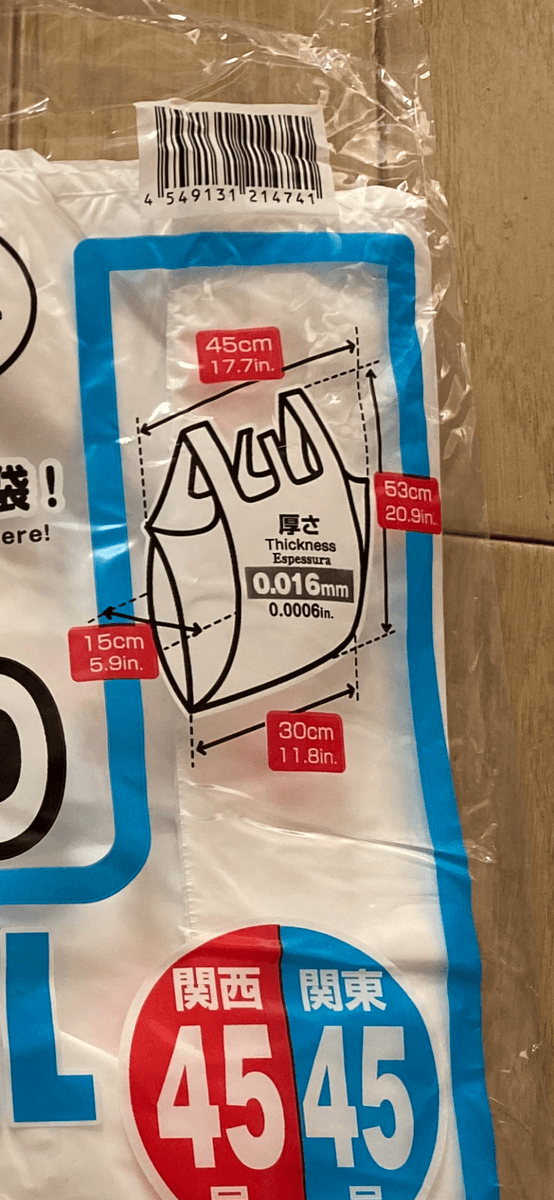 4 549131 214741
45cm
17.7in.
袋！
ere!
53cm
20.9in.
厚さ
Thickness
Espessura
0.016mm
0.0006in.
15cm
5.9in.
30cm
11.8in.
L
関西 関東
45 45